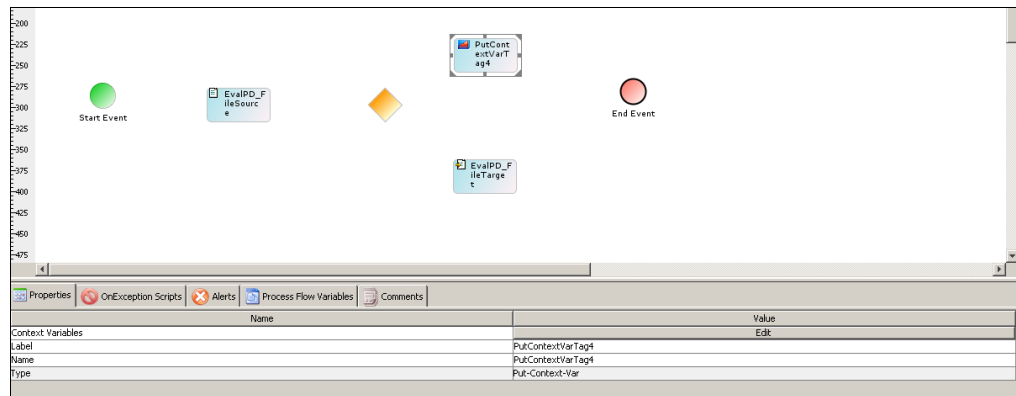 200
225
250
275
300
325
350
375
400
425
450
475
PutCont
extVarT
ag4
Start Event
EvalPD_F
ileSourc
e
End Event
EvalPD_F
ileTarge
t
Properties OnException Scripts Alerts Process Flow Variables Comments
Name Value
Context Variables Edit
Label PutContextVarTag4
Name PutContextVarTag4
Type Put-Context-Var